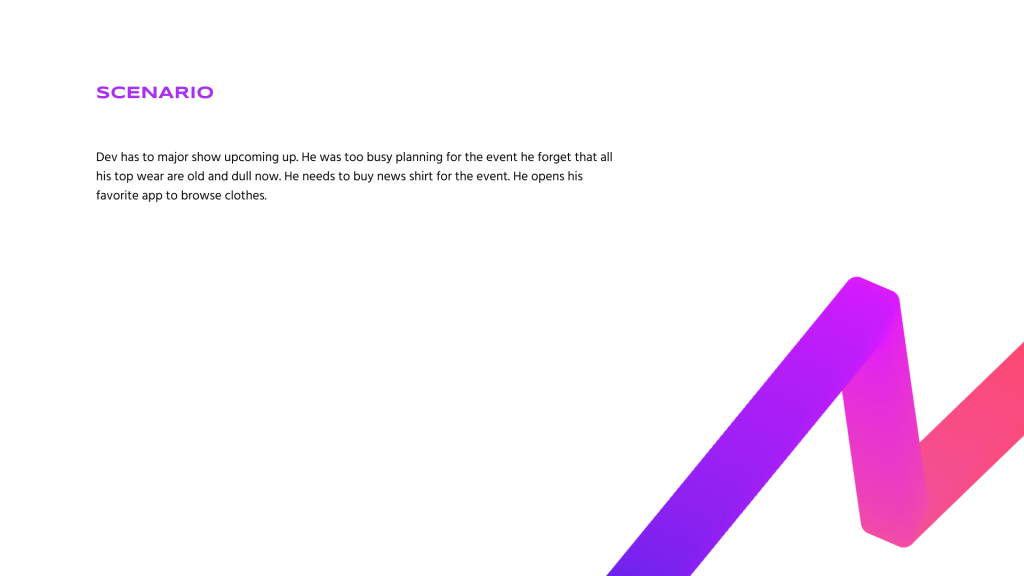 SCENARIO
Dev has to major show upcoming up. He was too busy planning for the event he forget that all
his top wear are old and dull now. He needs to buy news shirt for the event. He opens his
favorite app to browse clothes.